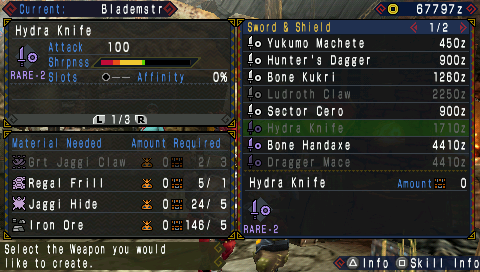 Current: Blademstr
67797z
Hydra Knife
Attack 100
Shrpnss
RARE-2
Slots Affinity 0%
L 1/3 R
Material Needed Amount Required
Grt Jaggi Claw 0 2/ 3
Regal Frill 0 5/ 1
Jaggi Hide 0 24/ 5
Iron Ore 0 146/ 5
Select the Weapon you would
like to create.
Sword & Shield 1/2
Yukumo Machete 450z
Hunter's Dagger 900z
Bone Kukri 1260z
Ludroth Claw 2250z
Sector Cero 900z
Hydra Knife 1710z
Bone Handaxe 4410z
Dragger Mace 4410z
Hydra Knife Amount 0
RARE-2
Info Skill Info